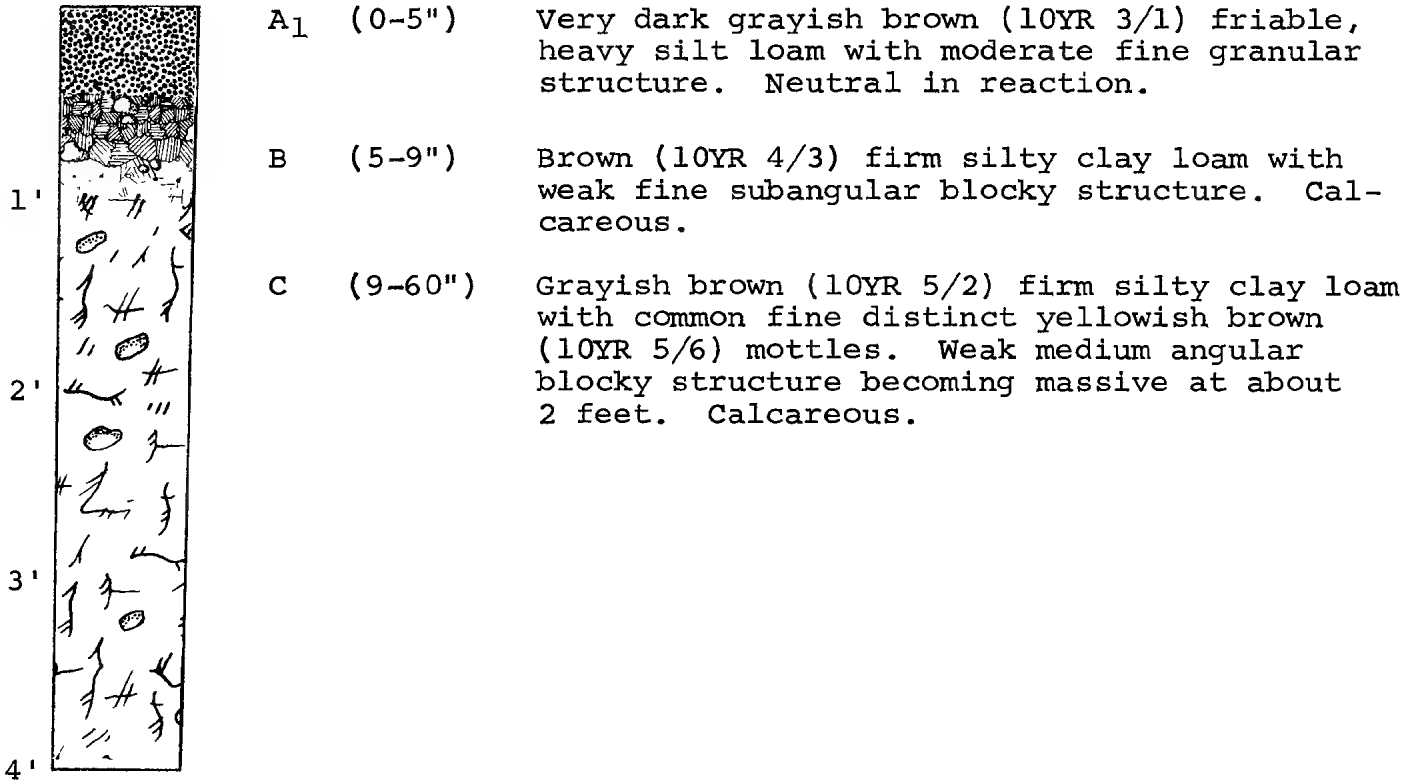 A1 (0-5") Very dark grayish brown (10YR 3/1) friable,
heavy silt loam with moderate fine granular
structure. Neutral in reaction.
B (5-9") Brown (10YR 4/3) firm silty clay loam with
weak fine subangular blocky structure. Cal-
careous.
1'
C (9-60") Grayish brown (10YR 5/2) firm silty clay loam
with common fine distinct yellowish brown
(10YR 5/6) mottles. Weak medium angular
blocky structure becoming massive at about
2 feet. Calcareous.
2'
3'
4'